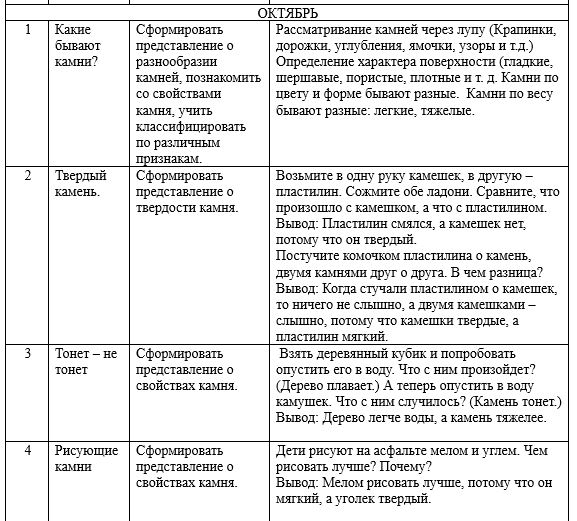 ОКТЯБРЬ
1
Какие
бывают
камни?
Сформировать
представление о
разнообразии
камней, познакомить
со свойствами
камня, учить
классифицировать
по различным
признакам.
Рассматривание камней через лупу (Крапинки,
дорожки, углубления, ямочки, узоры и т.д.)
Определение характера поверхности (гладкие,
шершавые, пористые, плотные и т. д. Камни по
цвету и форме бывают разные.  Камни по весу
бывают разные: легкие, тяжелые.
2
Твердый
камень.
Сформировать
представление о
твердости камня.
Возьмите в одну руку камешек, в другую –
пластилин. Сожмите обе ладони. Сравните, что
произошло с камешком, а что с пластилином.
Вывод: Пластилин смялся, а камешек нет,
потому что он твердый.
Постучите комочком пластилина о камень,
двумя камнями друг о друга. В чем разница?
Вывод: Когда стучали пластилином о камешек,
то ничего не слышно, а двумя камешками –
слышно, потому что камешки твердые, а
пластилин мягкий.
3
Тонет – не
тонет
Сформировать
представление о
свойствах камня.
Взять деревянный кубик и попробовать
опустить его в воду. Что с ним произойдет?
(Дерево плавает.) А теперь опустить в воду
камушек. Что с ним случилось? (Камень тонет.)
Вывод: Дерево легче воды, а камень тяжелее.
4
Рисующие
камни
Сформировать
представление о
свойствах камня.
Дети рисуют на асфальте мелом и углем. Чем
рисовать лучше? Почему?
Вывод: Мелом рисовать лучше, потому что он
мягкий, а уголек твердый.